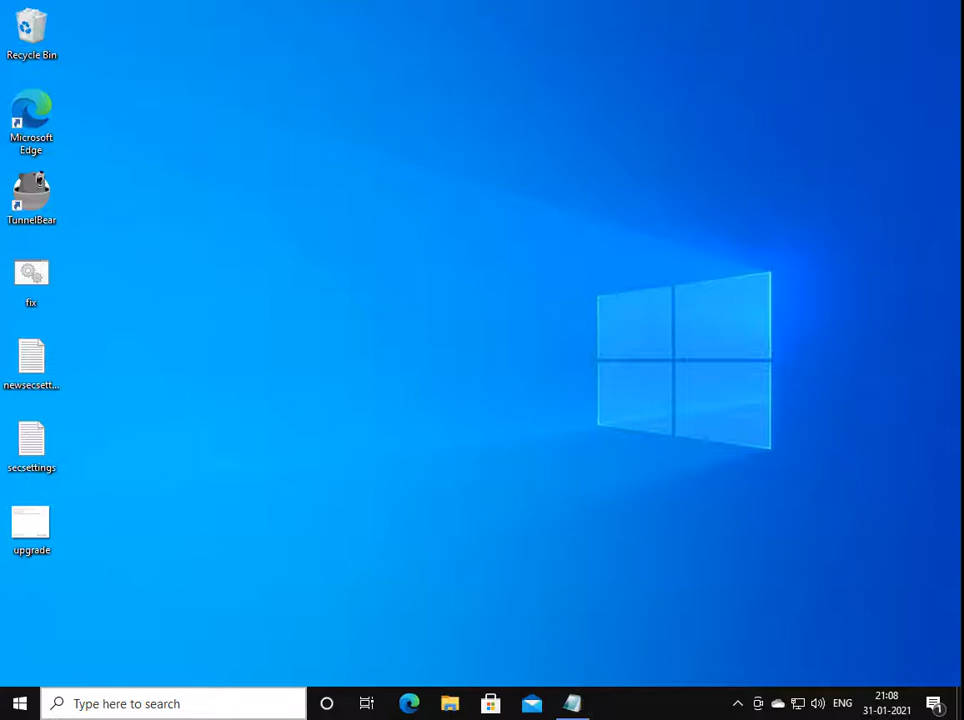 Recycle Bin
Microsoft
Edge
TunnelBear
fix
newsecsett...
secsettings
upgrade
Type here to search
ENG
21:08
31-01-2021
1